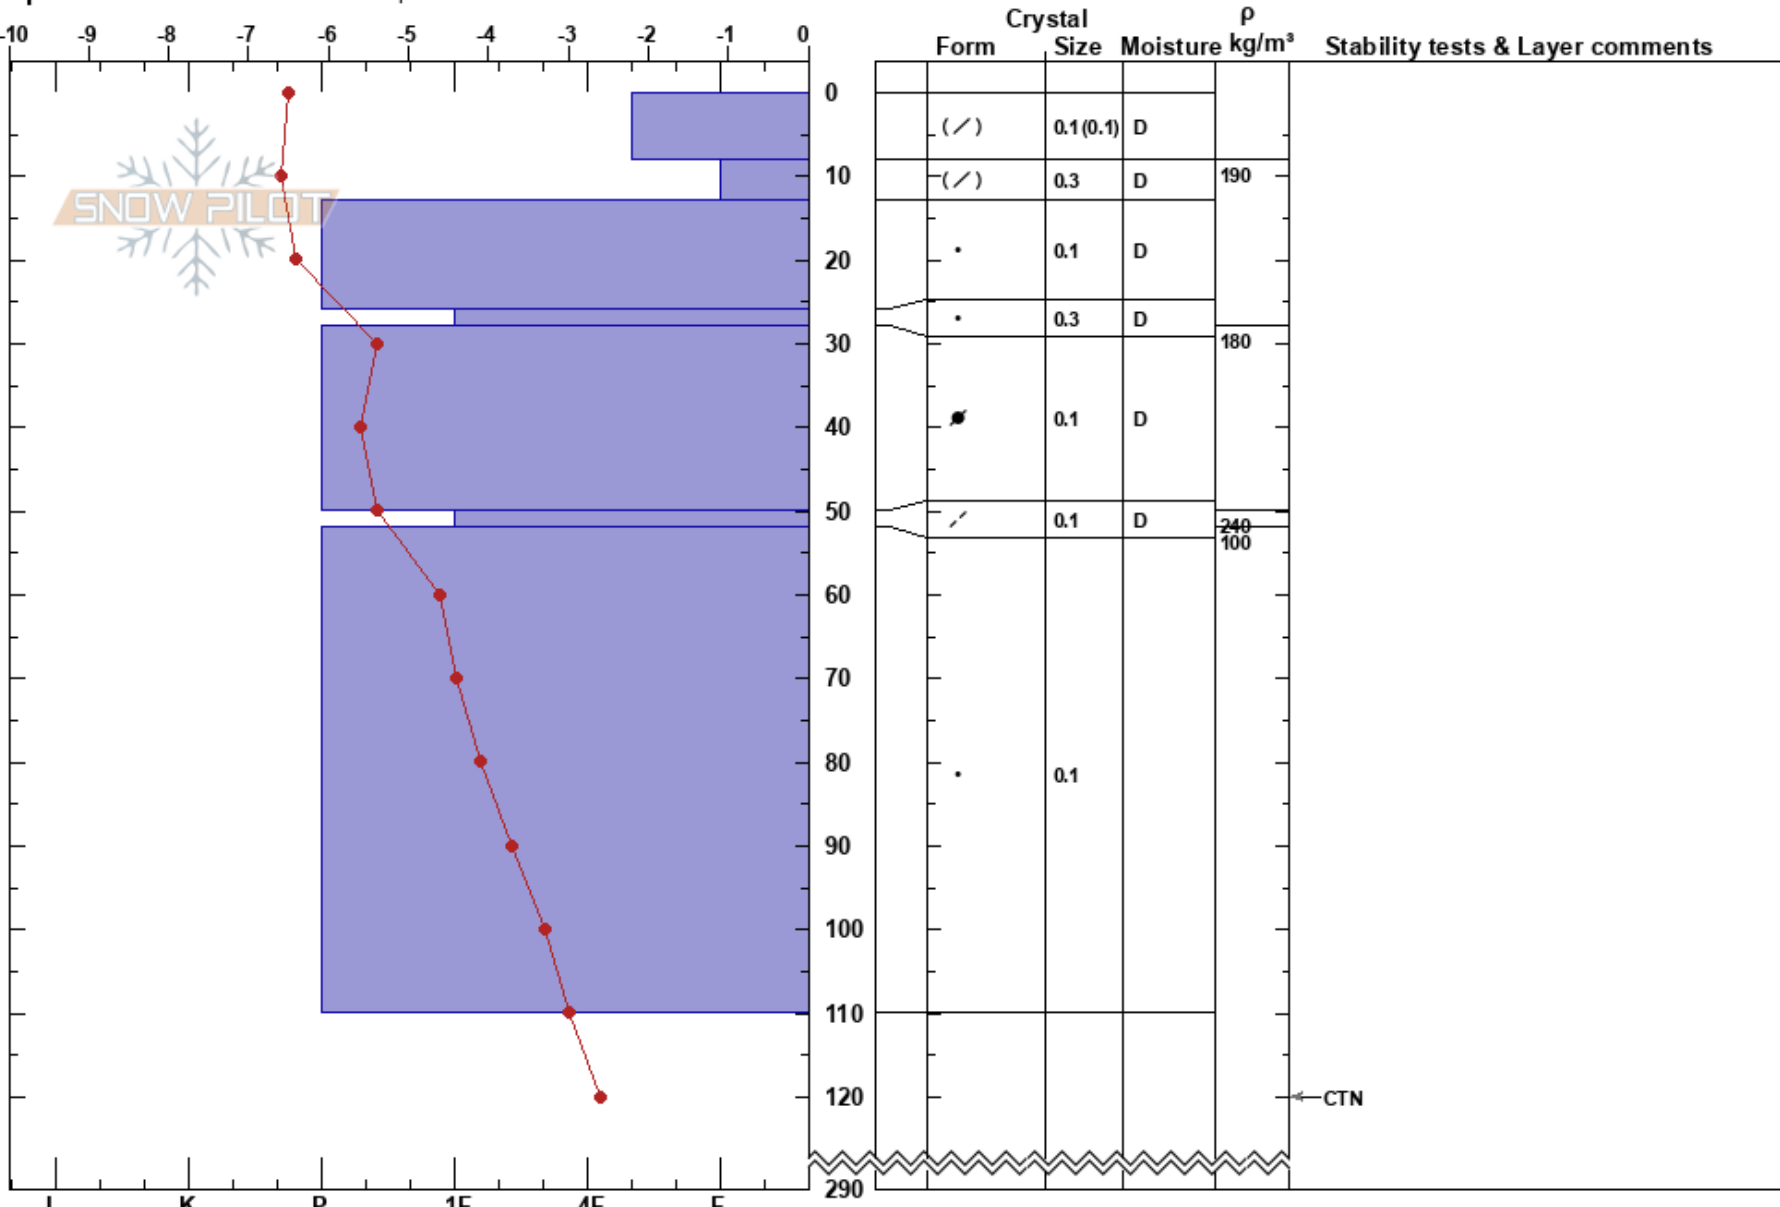 Crystal ρ
-10 -9 -8 -7 -6 -5 -4 -3 -2 -1 0 Form Size Moisture kg/m³ Stability tests & Layer comments
0
(/) 0.1(0.1) D
SNOW PILOT
10 (/) 0.3 D 190
20 0.1 D
0.3 D
30 180
40 0.1 D
50 0.1 D 240
100
60
70
80 0.1
90
100
110
120 CTN
290
I K P 1F 4F F